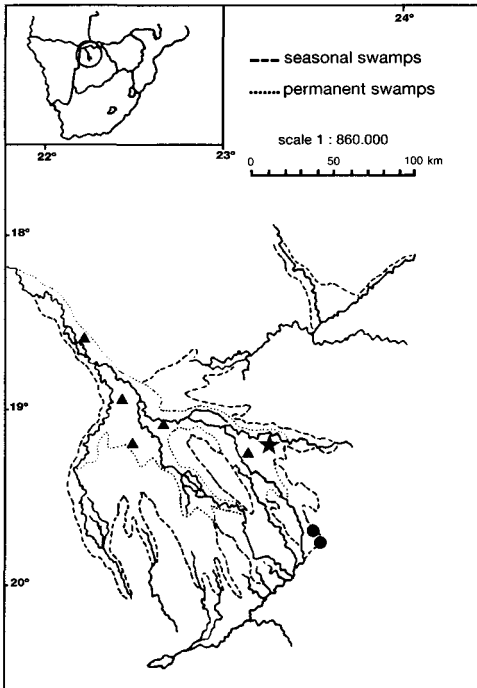 24°
seasonal swamps
permanent swamps
scale 1 : 860.000
0 50 100 km
22° 23°
18°
19°
20°